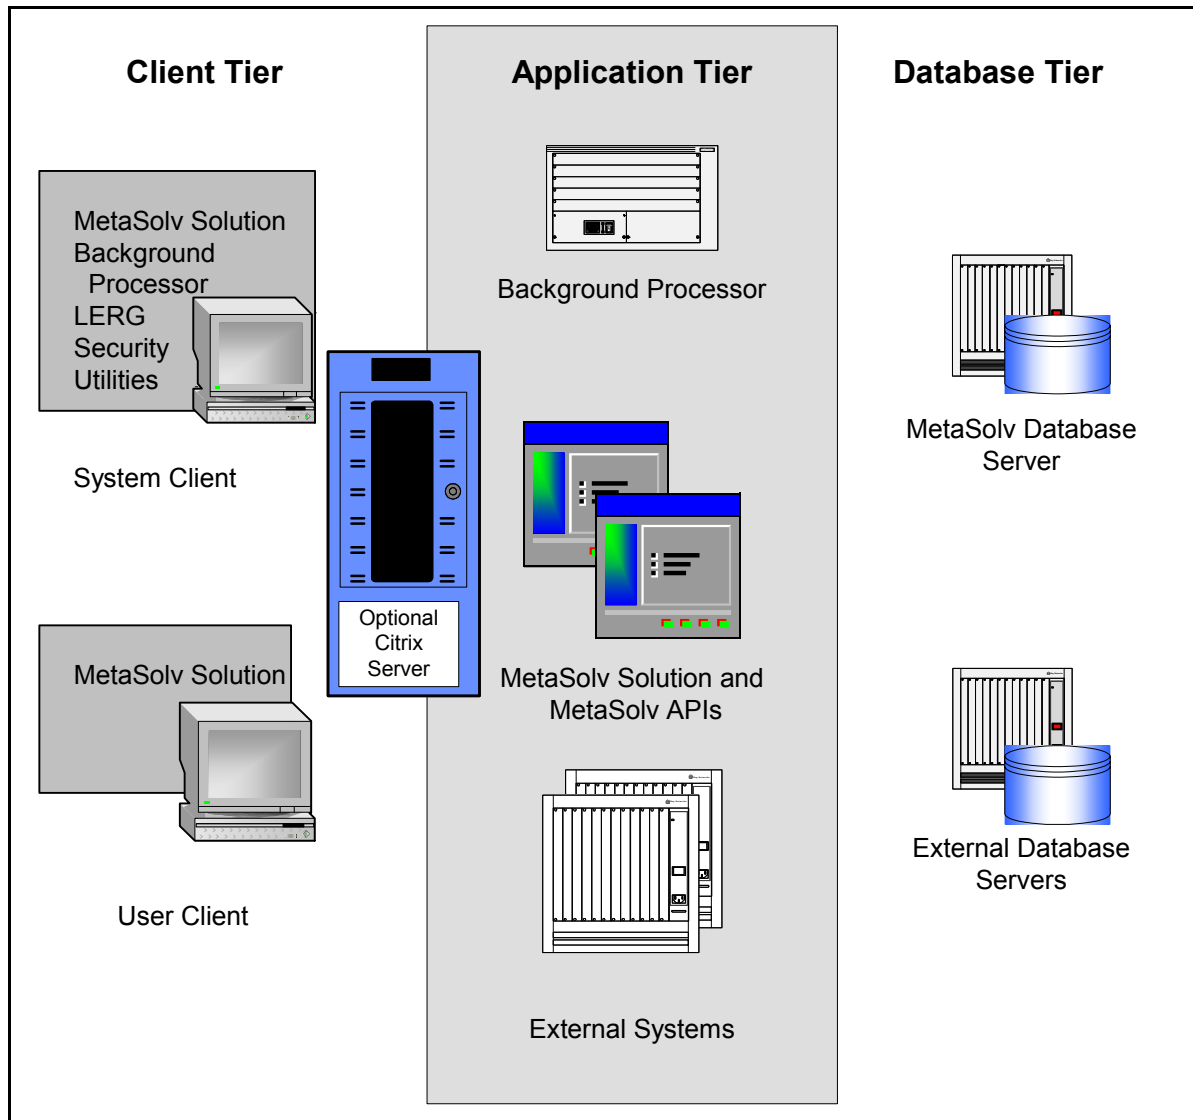 Client Tier
Application Tier
Database Tier
MetaSolv Solution
Background
Processor
LERG
Security
Utilities
System Client
Background Processor
MetaSolv Database
Server
Optional
Citrix
Server
MetaSolv Solution
User Client
MetaSolv Solution and
MetaSolv APIs
External Database
Servers
External Systems